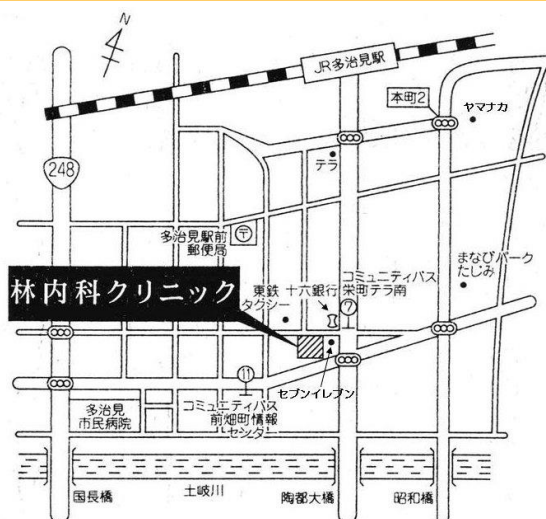 N
JR多治見駅
本町2
ヤマナカ
248
テラ
多治見駅前
郵便局
〒
まなびパーク
たじみ
林内科クリニック
東鉄
タクシー
十六銀行
コミュニティバス
栄町テラ南
⑦
セブンイレブン
⑪
コミュニティバス
前畑町情報
センター
多治見
市民病院
国長橋
土岐川
陶都大橋
昭和橋